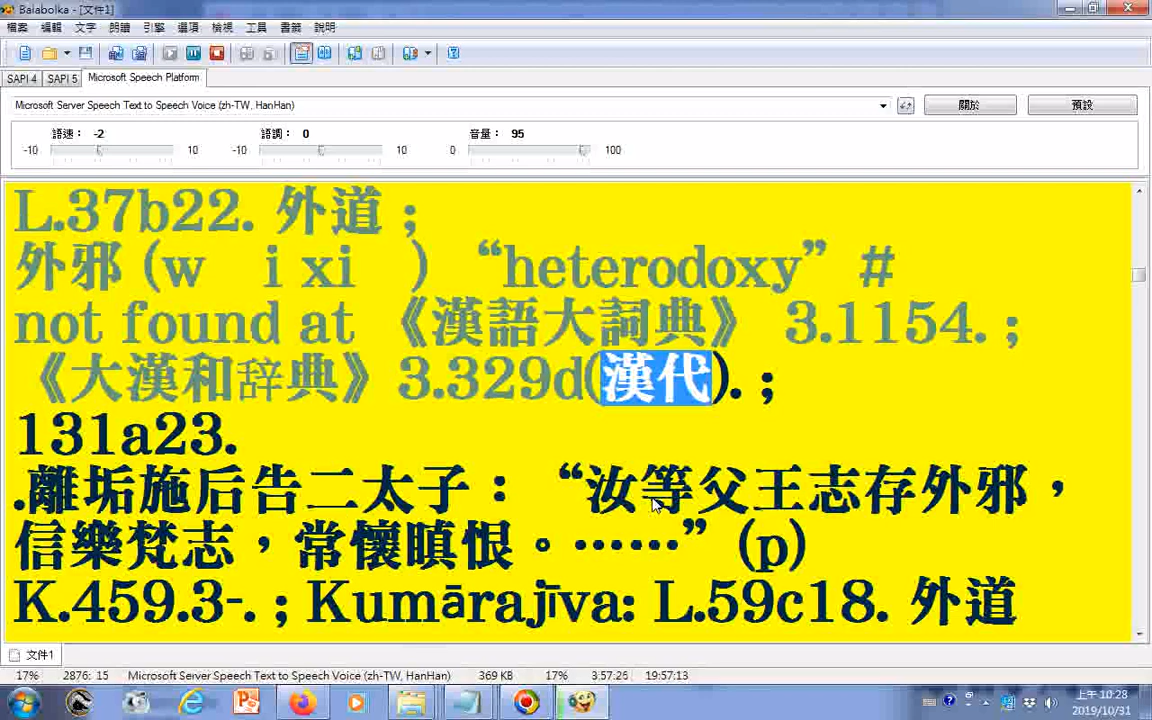 Balabolka - [文件1]
檔案 編輯 文字 朗讀 引擎 選項 檢視 工具 書籤 說明
SAPI 4 SAPI 5 Microsoft Speech Platform
Microsoft Server Speech Text to Speech Voice (zh-TW, HanHan) 關於 預設
語速： -2 語調： 0 音量： 95
-10 10 -10 10 0 100
L.37b22. 外道；
外邪 (w i xi ) “heterodoxy” #
not found at 《漢語大詞典》 3.1154.；
《大漢和辞典》 3.329d(漢代).；
131a23.
.離垢施后告二太子：“汝等父王志存外邪，
信樂梵志，常懷瞋恨。……” (p)
K.459.3-.；Kumārajīva: L.59c18. 外道
文件1
17% 2876: 15 Microsoft Server Speech Text to Speech Voice (zh-TW, HanHan) 369 KB 17% 3:57:26 19:57:13
上午 10:28
2019/10/31